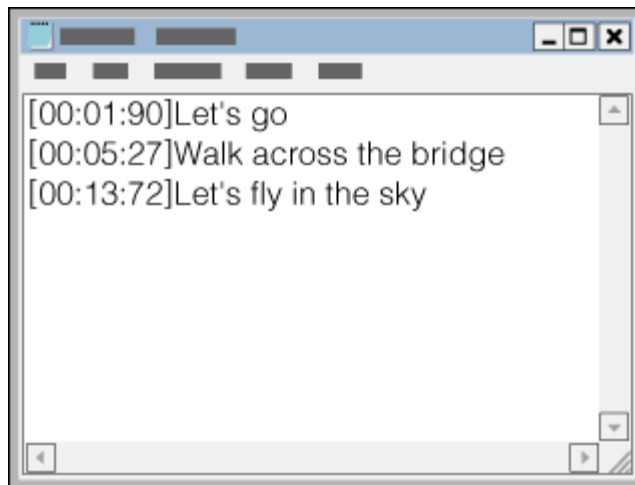 [00:01:90]Let's go
[00:05:27]Walk across the bridge
[00:13:72]Let's fly in the sky